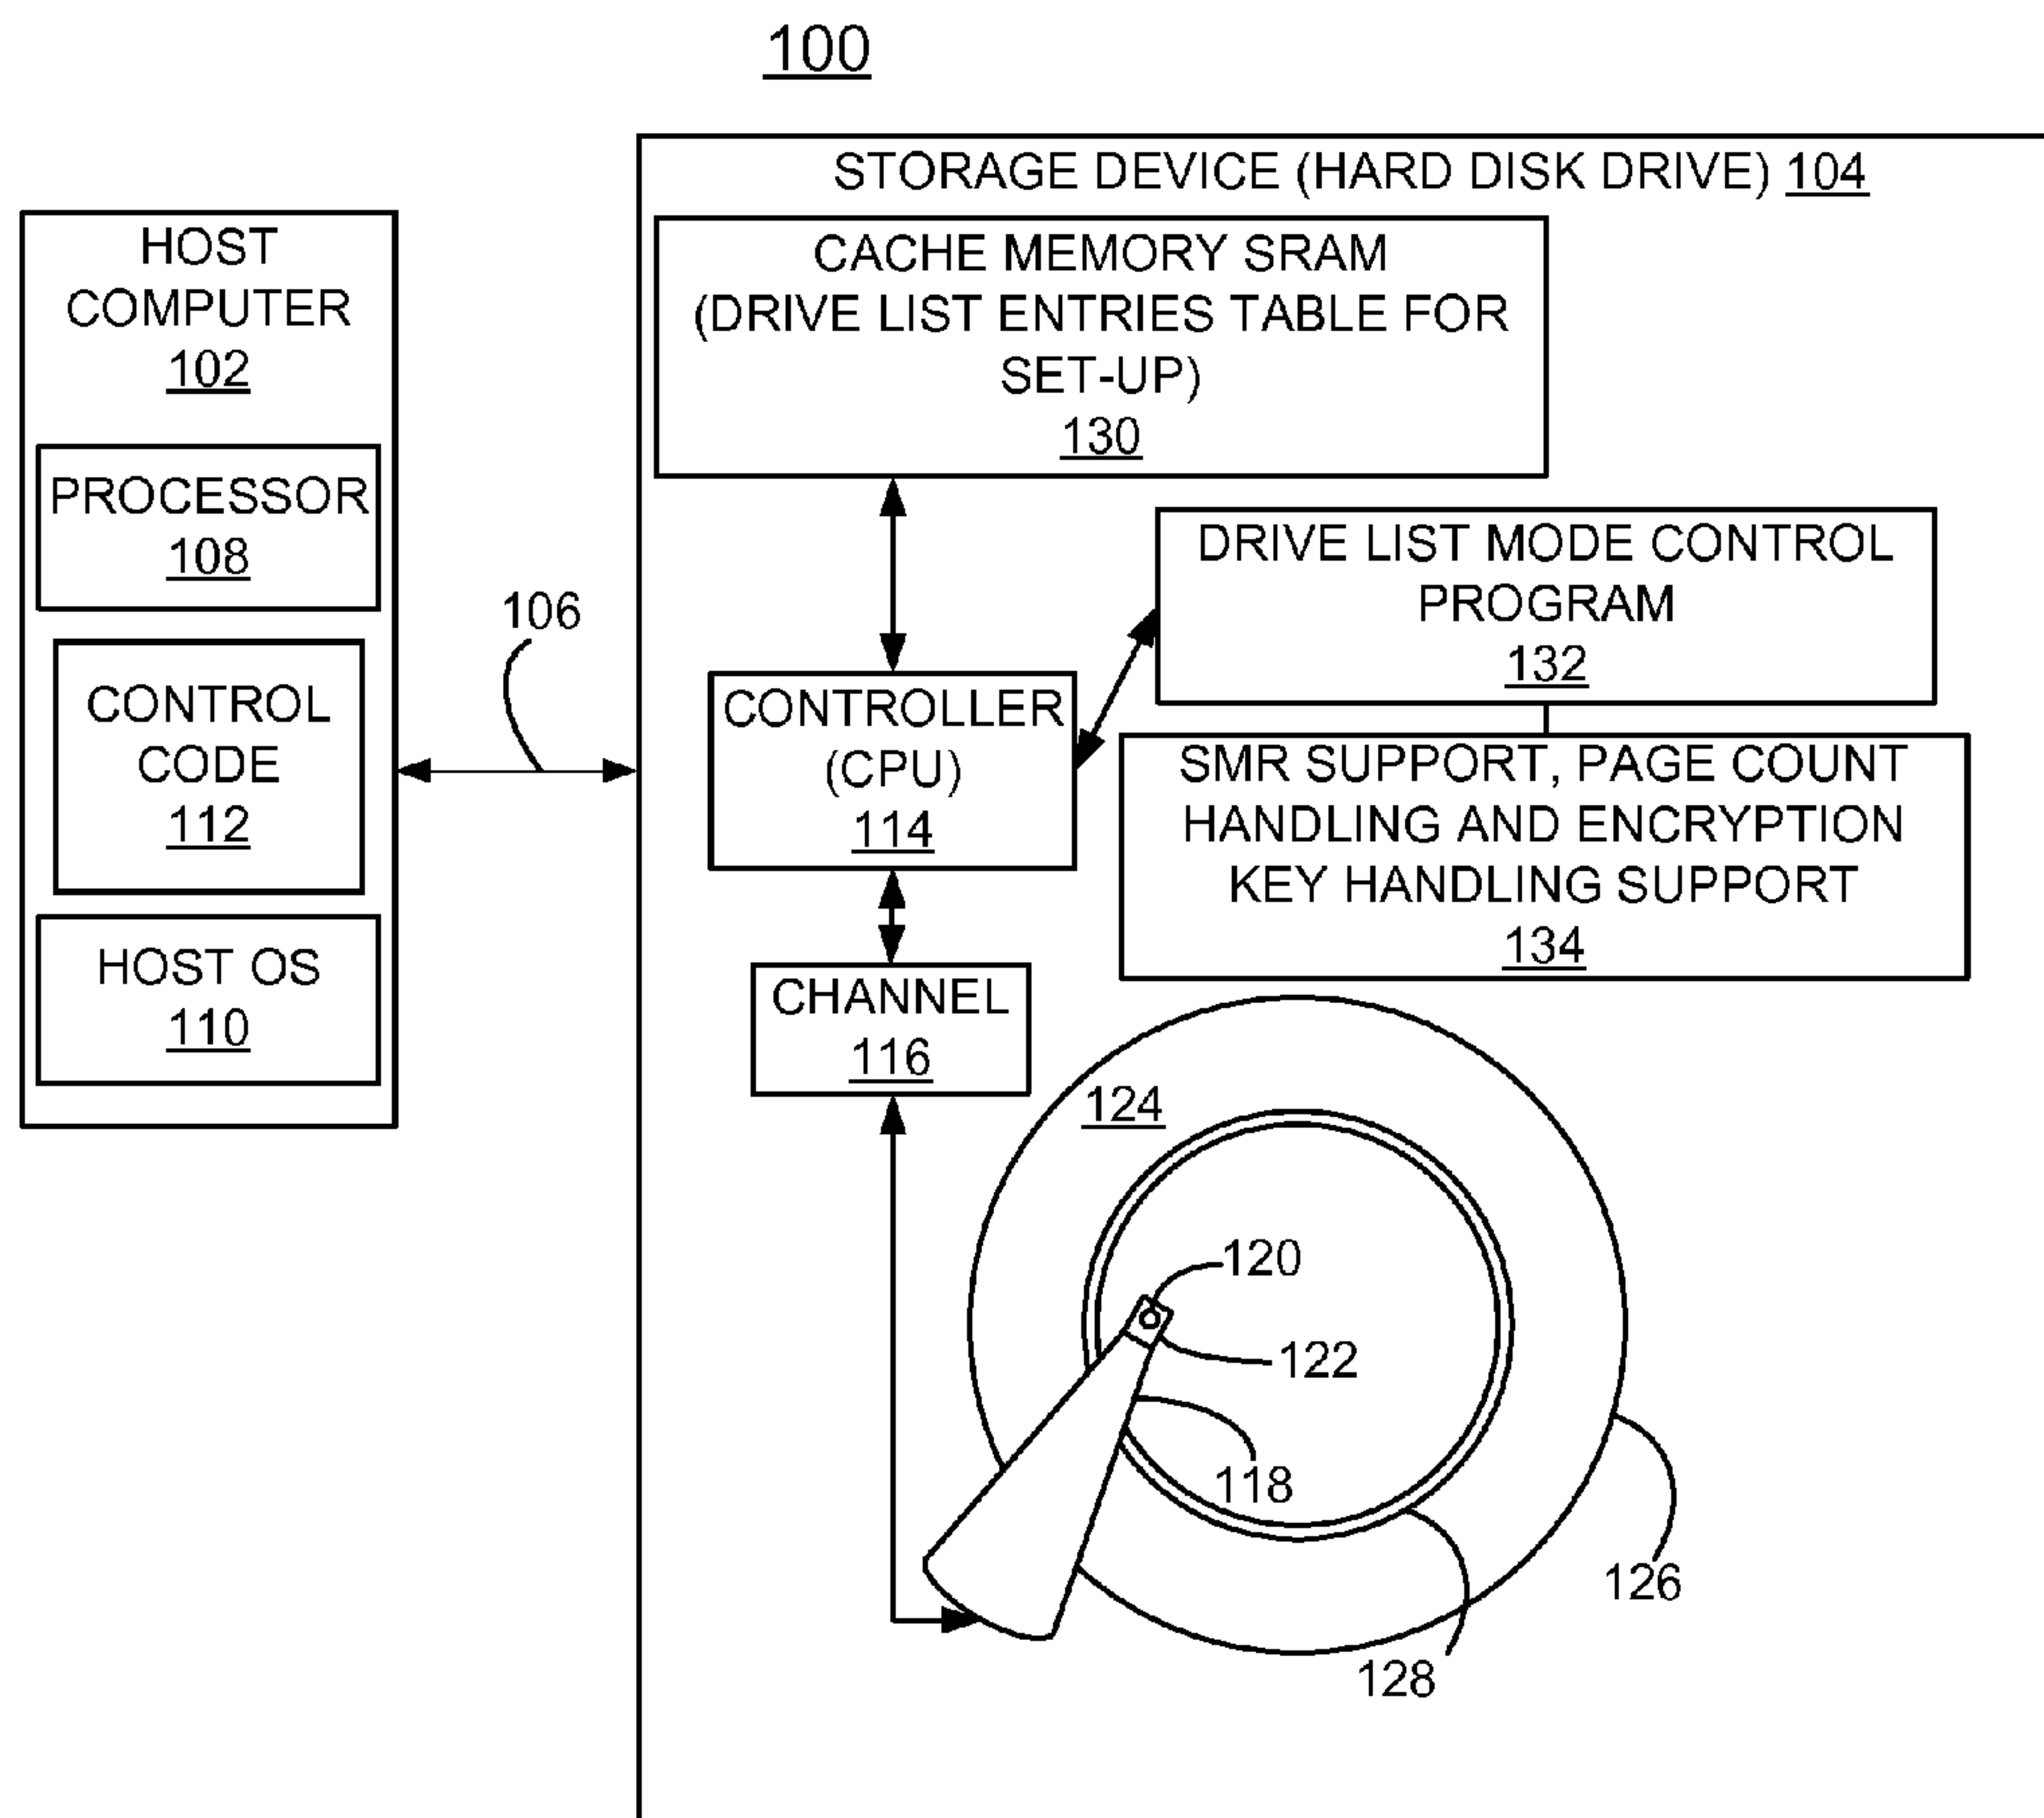 100
STORAGE DEVICE (HARD DISK DRIVE) 104
HOST
COMPUTER
102
PROCESSOR
108
CONTROL
CODE
112
HOST OS
110
106
CACHE MEMORY SRAM
(DRIVE LIST ENTRIES TABLE FOR
SET-UP)
130
DRIVE LIST MODE CONTROL
PROGRAM
132
CONTROLLER
(CPU)
114
SMR SUPPORT, PAGE COUNT
HANDLING AND ENCRYPTION
KEY HANDLING SUPPORT
134
CHANNEL
116
124
120
122
118
126
128